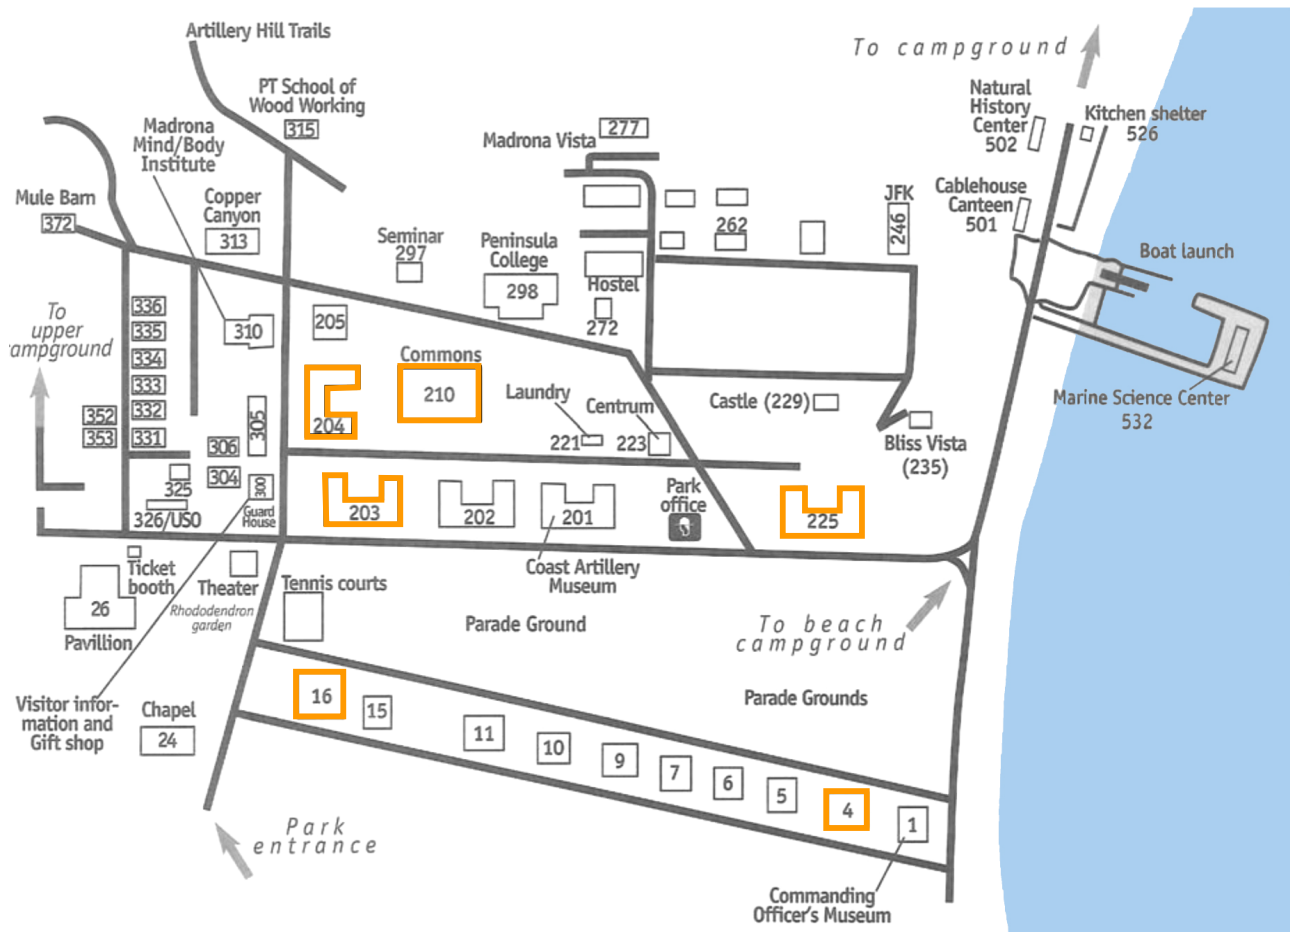 Artillery Hill Trails
To campground
PT School of
Wood Working
315
Natural
History
Center
502
Kitchen shelter
526
Madrona
Mind/Body
Institute
277
Madrona Vista
Mule Barn
372
Copper
Canyon
313
Cablehouse
Canteen
501
JFK
246
262
Seminar
297
Peninsula
College
298
Boat launch
Hostel
272
To
upper
campground
336
335
334
333
332
331
310
205
352
353
305
306
304
300
Guard
House
325
326/USO
204
Commons
210
Laundry
221
Centrum
223
Castle (229)
Bliss Vista
(235)
Marine Science Center
532
203
202
201
Park
office
225
Coast Artillery
Museum
Ticket
booth
Theater
Rhododendron
garden
Tennis courts
26
Pavillion
Parade Ground
To beach
campground
Parade Grounds
Visitor infor-
mation and
Gift shop
Chapel
24
16
15
11
10
9
7
6
5
4
1
Park
entrance
Commanding
Officer's Museum